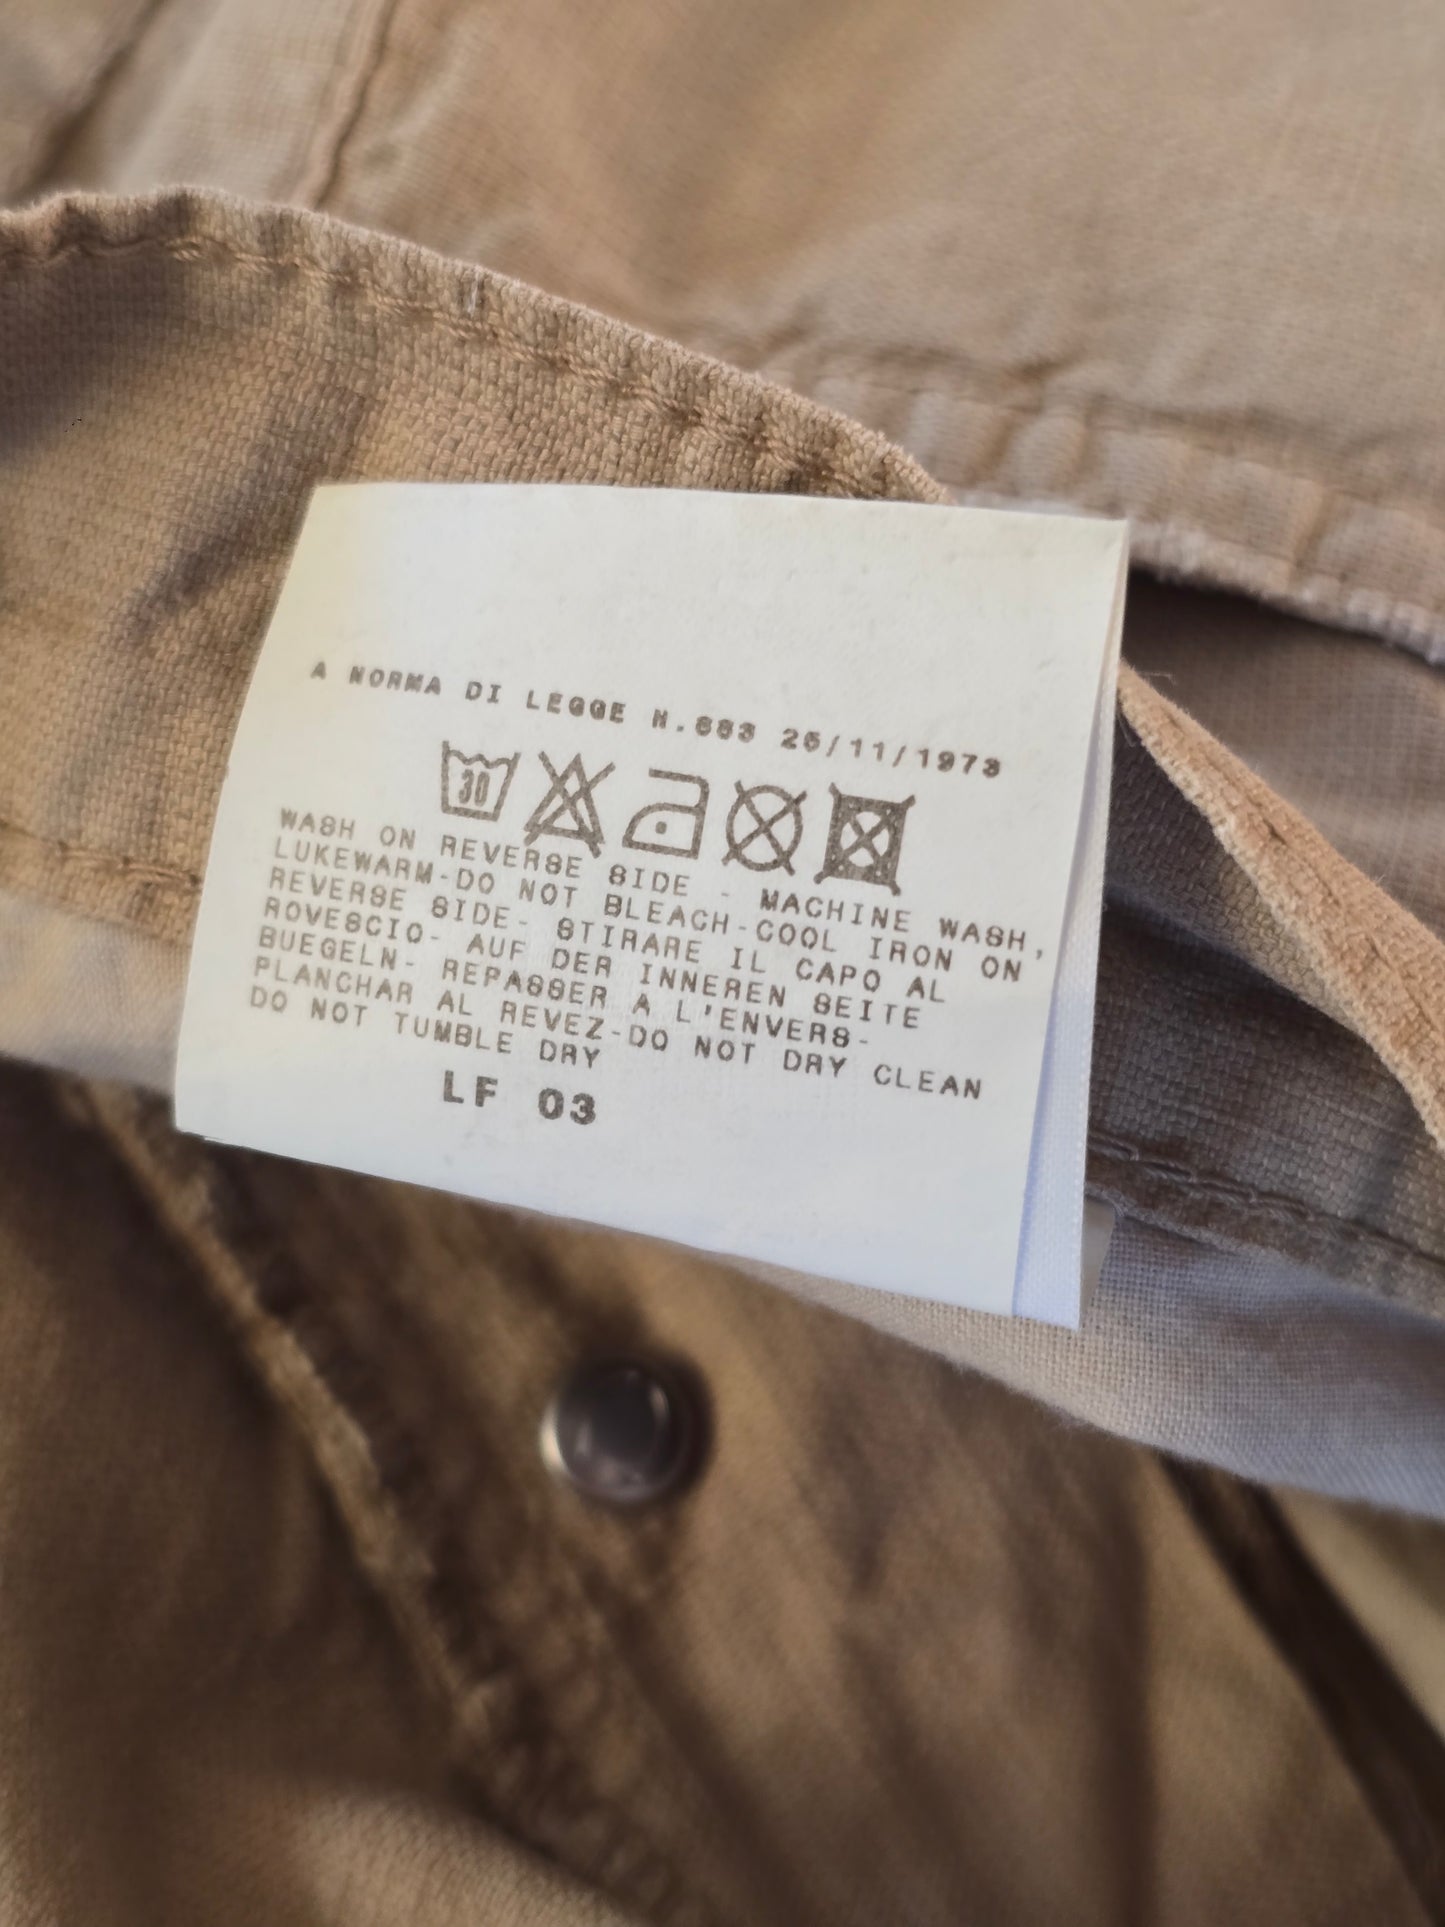 A NORMA DI LEGGE N.883 26/11/1973
30
WASH ON REVERSE SIDE - MACHINE WASH,
LUKEWARM-DO NOT BLEACH-COOL IRON ON
REVERSE SIDE- STIRARE IL CAPO AL
ROVESCIO- AUF DER INNEREN SEITE
BUEGELN- REPASSER A L'ENVERS-
PLANCHAR AL REVEZ-DO NOT DRY CLEAN
DO NOT TUMBLE DRY
LF 03